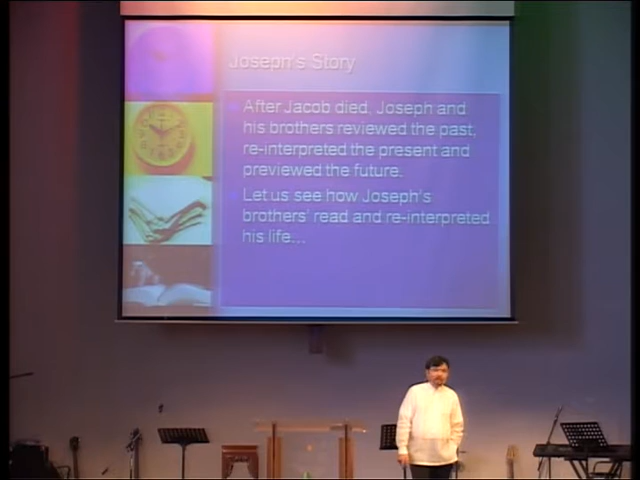 Joseph's Story
After Jacob died, Joseph and
his brothers reviewed the past,
re-interpreted the present and
previewed the future.
Let us see how Joseph's
brothers' read and re-interpreted
his life...